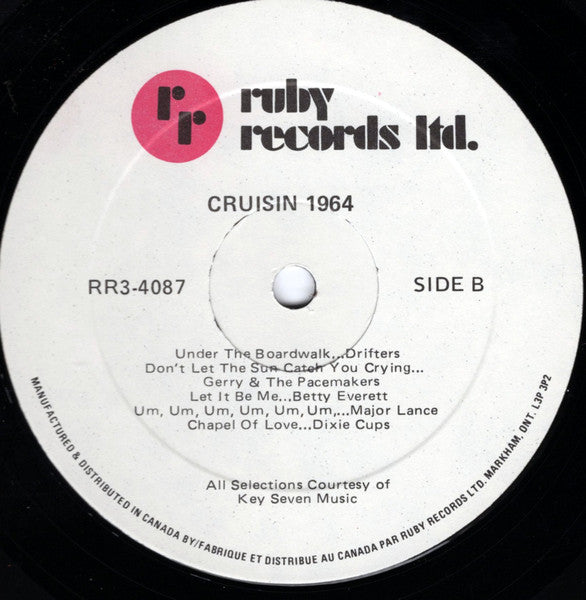 rr
ruby
records ltd.
CRUISIN 1964
RR3-4087
SIDE B
Under The Boardwalk...Drifters
Don't Let The Sun Catch You Crying...
Gerry & The Pacemakers
Let It Be Me...Betty Everett
Um, Um, Um, Um, Um, Um,...Major Lance
Chapel Of Love...Dixie Cups
All Selections Courtesy of
Key Seven Music
MANUFACTURED & DISTRIBUTED IN CANADA BY/FABRIQUE ET DISTRIBUE AU CANADA PAR RUBY RECORDS LTD. MARKHAM, ONT. L3P 3P2